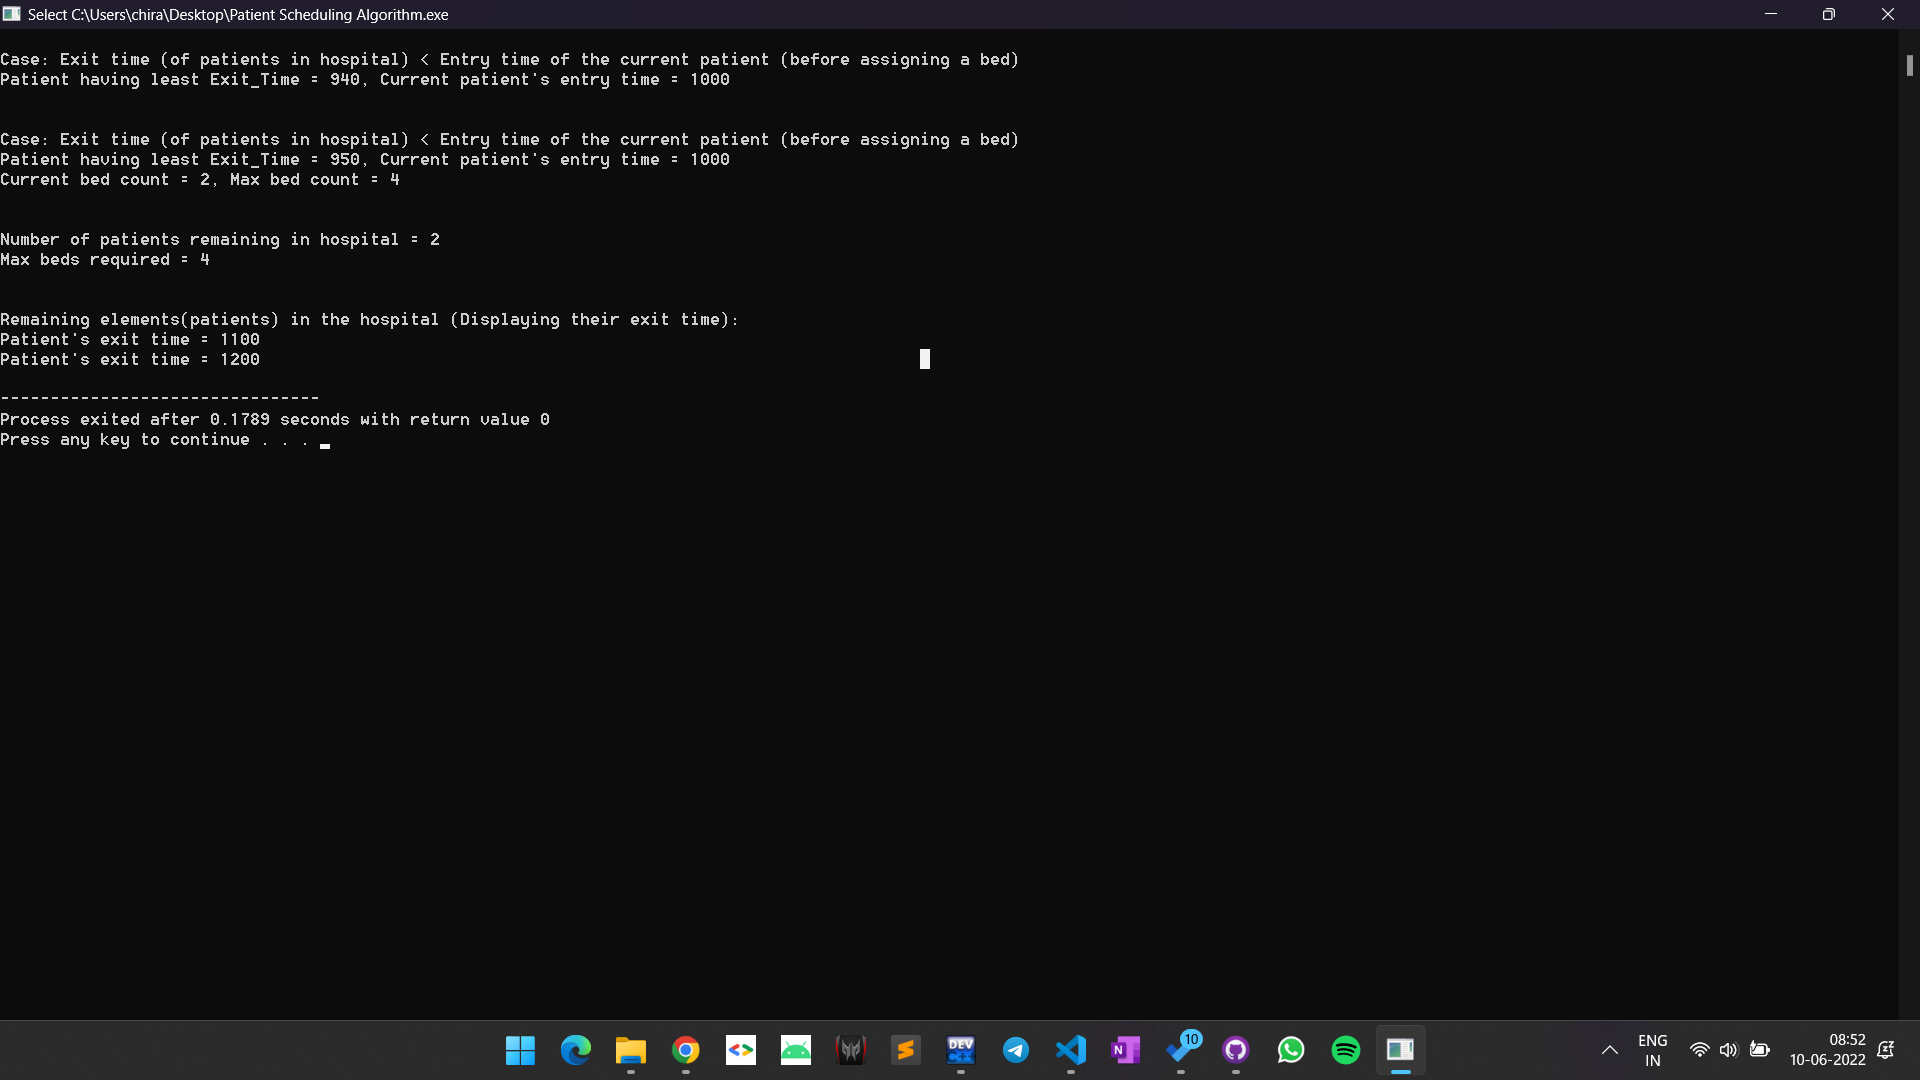 Select C:\Users\chira\Desktop\Patient Scheduling Algorithm.exe
Case: Exit time (of patients in hospital) < Entry time of the current patient (before assigning a bed)
Patient having least Exit_Time = 940, Current patient's entry time = 1000
Case: Exit time (of patients in hospital) < Entry time of the current patient (before assigning a bed)
Patient having least Exit_Time = 950, Current patient's entry time = 1000
Current bed count = 2, Max bed count = 4
Number of patients remaining in hospital = 2
Max beds required = 4
Remaining elements(patients) in the hospital (Displaying their exit time):
Patient's exit time = 1100
Patient's exit time = 1200
--------------------------------
Process exited after 0.1789 seconds with return value 0
Press any key to continue . . .
DEV
N
10
ENG
IN
08:52
10-06-2022